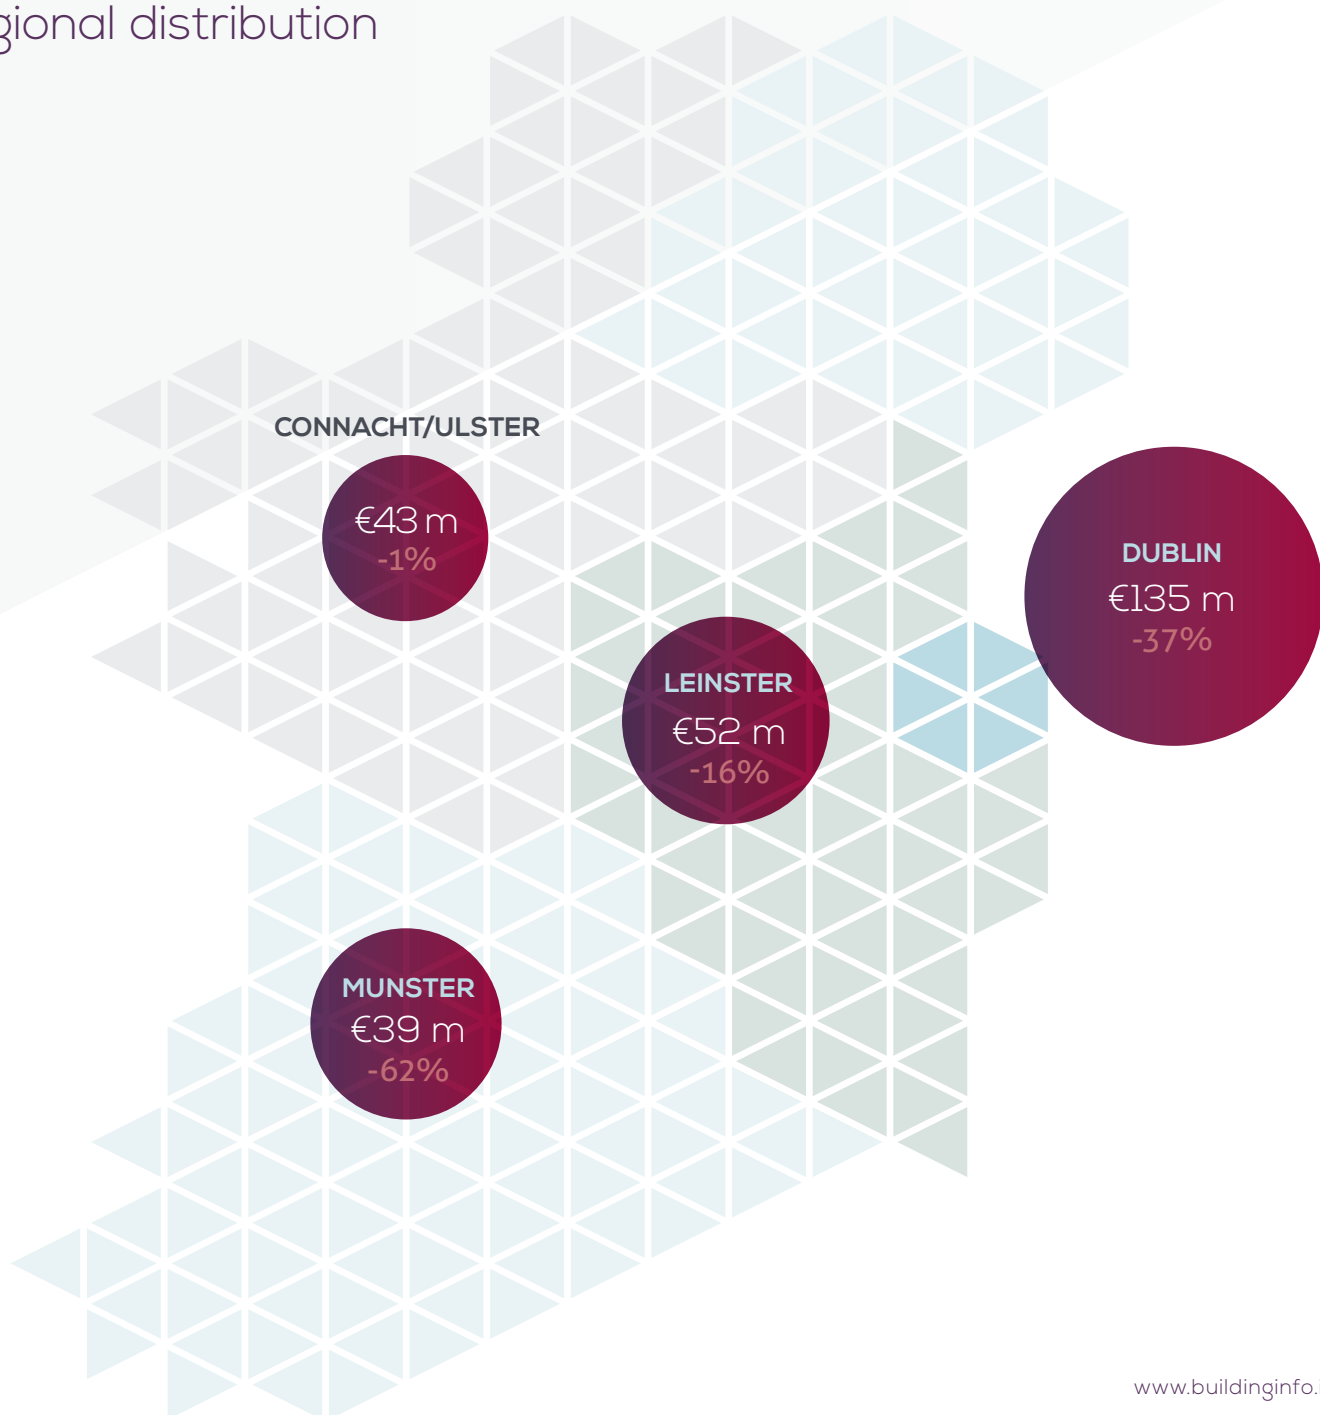 gional distribution
CONNACHT/ULSTER
€43 m
-1%
DUBLIN
€135 m
-37%
LEINSTER
€52 m
-16%
MUNSTER
€39 m
-62%
www.buildinginfo.i